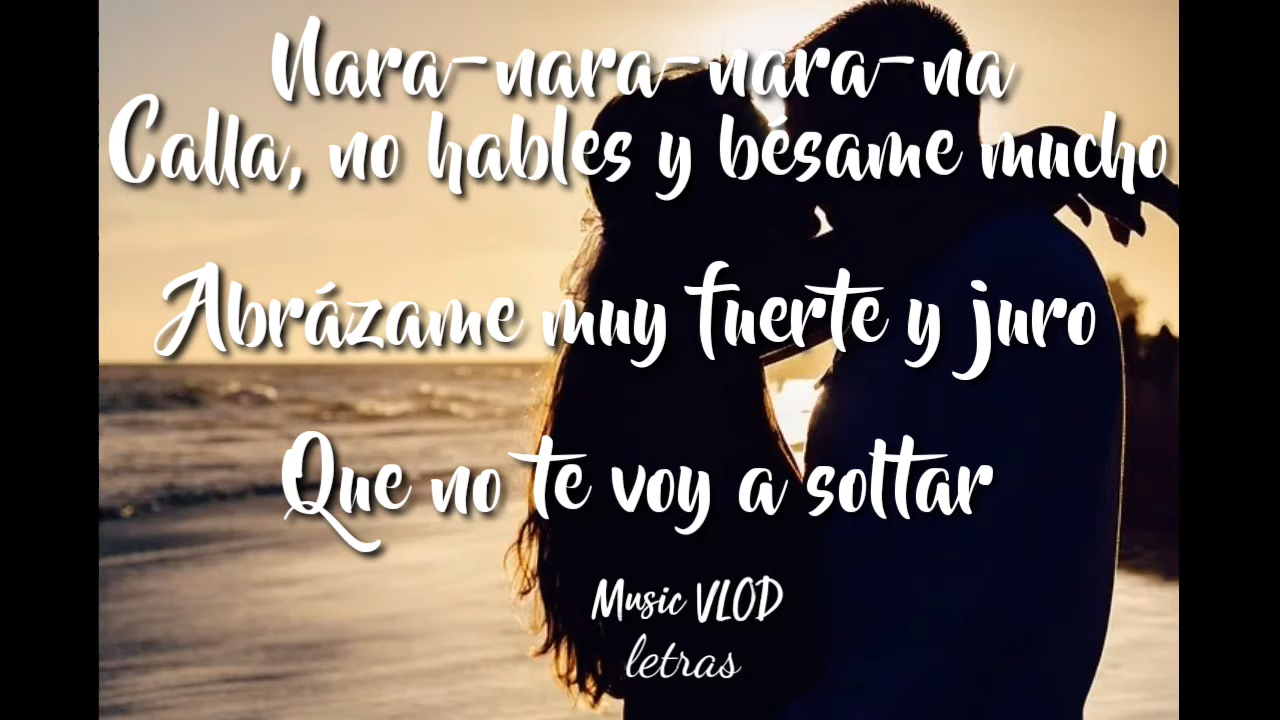 Nara-nara-nara-na
Calla, no hables y bésame mucho
Abrázame muy fuerte y juro
Que no te voy a soltar
Music VLOD
letras